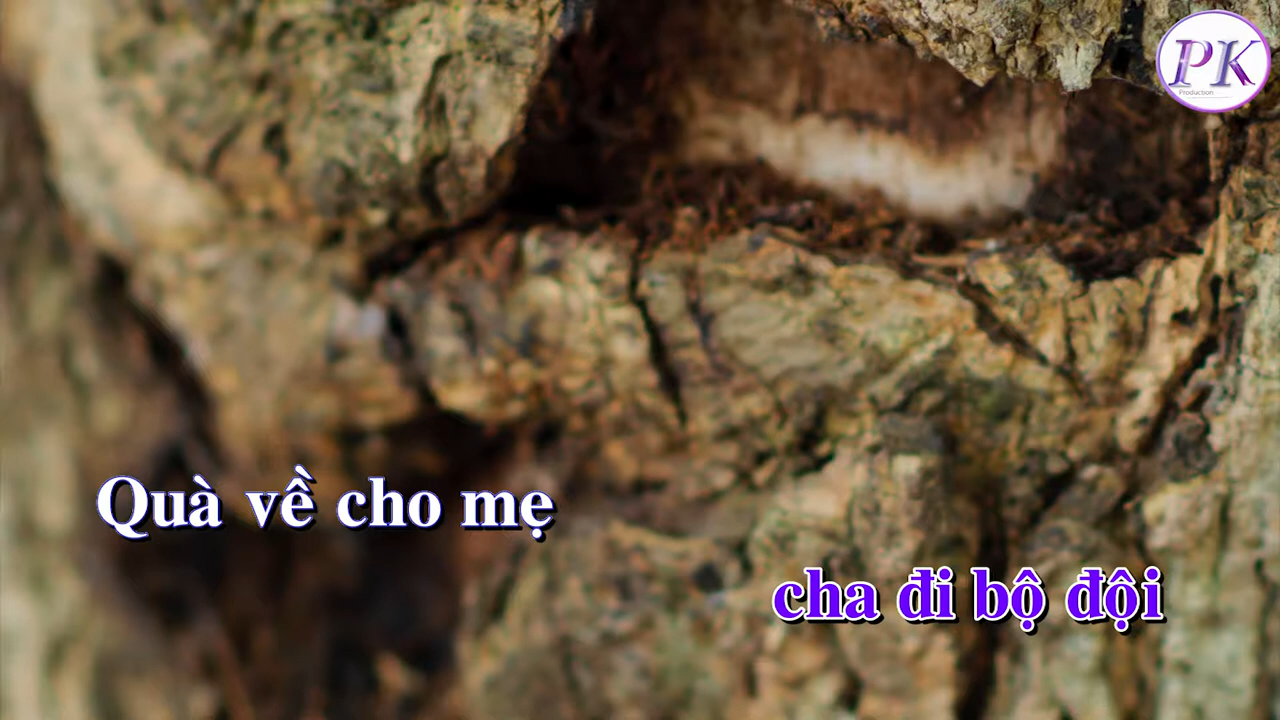 PK
Production
Quà về cho mẹ
cha đi bộ đội